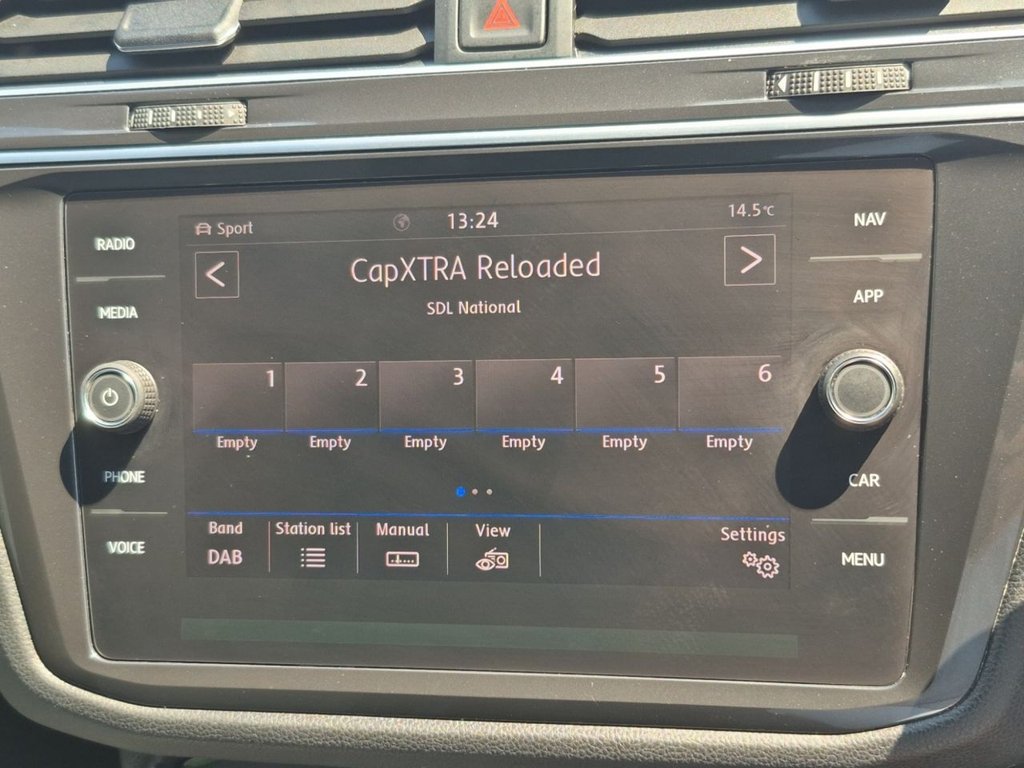 Sport
13:24
14.5°C
RADIO
NAV
CapXTRA Reloaded
MEDIA
SDL National
APP
1 2 3 4 5 6
Empty Empty Empty Empty Empty Empty
PHONE
CAR
VOICE
Band Station list Manual View Settings
DAB
MENU